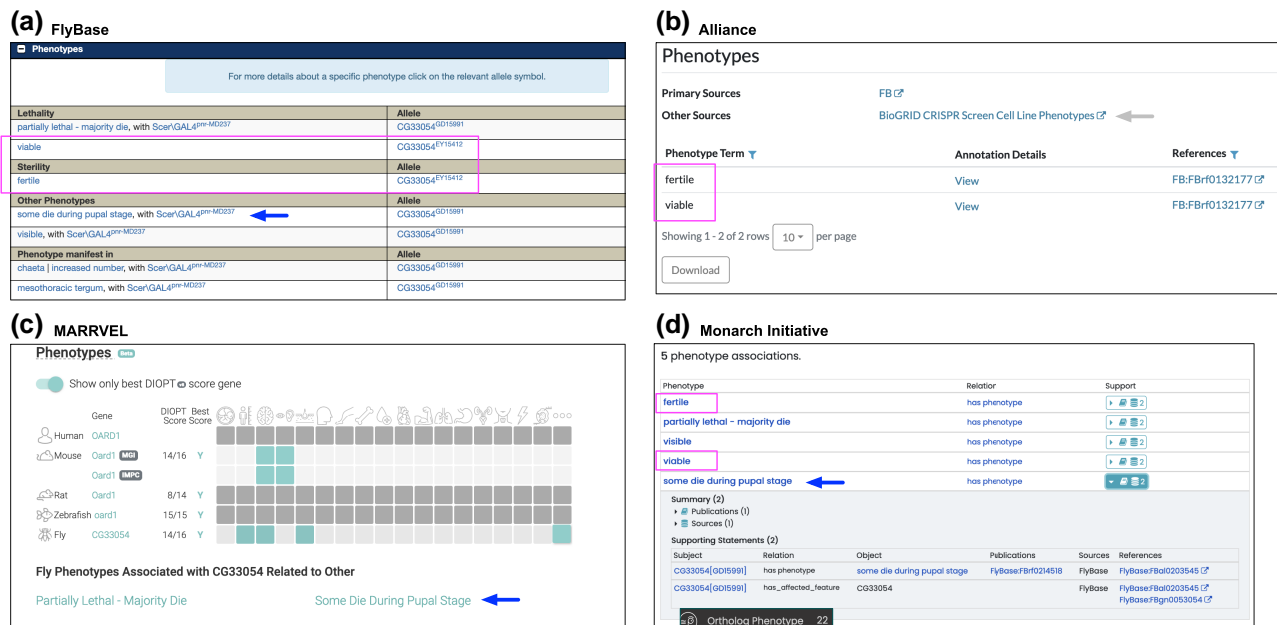 (a) FlyBase
Phenotypes
For more details about a specific phenotype click on the relevant allele symbol.
Lethality Allele
partially lethal - majority die, with Scer\GAL4pnr-MD237 CG33054GD15991
viable CG33054EY15412
Sterility Allele
fertile CG33054EY15412
Other Phenotypes Allele
some die during pupal stage, with Scer\GAL4pnr-MD237 CG33054GD15991
visible, with Scer\GAL4pnr-MD237 CG33054GD15991
Phenotype manifest in Allele
chaeta | increased number, with Scer\GAL4pnr-MD237 CG33054GD15991
mesothoracic tergum, with Scer\GAL4pnr-MD237 CG33054GD15991
(b) Alliance
Phenotypes
Primary Sources FB
Other Sources BioGRID CRISPR Screen Cell Line Phenotypes
Phenotype Term Annotation Details References
fertile View FB:FBrf0132177
viable View FB:FBrf0132177
Showing 1 - 2 of 2 rows 10 per page
Download
(c) MARRVEL
Phenotypes Beta
Show only best DIOPT score gene
Gene DIOPT Score Best Score
Human OARD1
Mouse Oard1 MGI 14/16 Y
Oard1 IMPC
Rat Oard1 8/14 Y
Zebrafish oard1 15/15 Y
Fly CG33054 14/16 Y
Fly Phenotypes Associated with CG33054 Related to Other
Partially Lethal - Majority Die Some Die During Pupal Stage
(d) Monarch Initiative
5 phenotype associations.
Phenotype Relatior Support
fertile has phenotype 2
partially lethal - majority die has phenotype 2
visible has phenotype 2
viable has phenotype 2
some die during pupal stage has phenotype 2
Summary (2)
Publications (1)
Sources (1)
Supporting Statements (2)
Subject Relation Object Publications Sources References
CG33054[GD15991] has phenotype some die during pupal stage FlyBase:FBrf0214518 FlyBase FlyBase:FBal0203545
CG33054[GD15991] has_affected_feature CG33054 FlyBase FlyBase:FBal0203545
FlyBase:FBgn0053054
Ortholog Phenotype 22